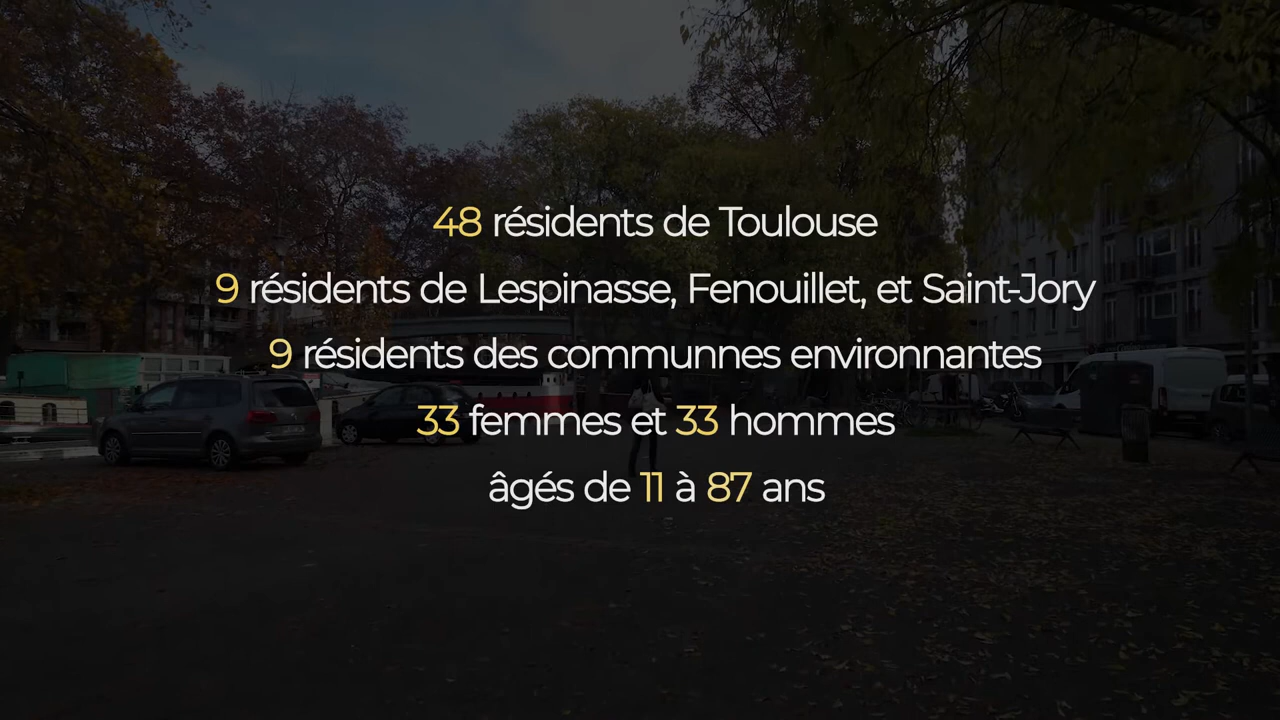 48 résidents de Toulouse
9 résidents de Lespinasse, Fenouillet, et Saint-Jory
9 résidents des communnes environnantes
33 femmes et 33 hommes
âgés de 11 à 87 ans